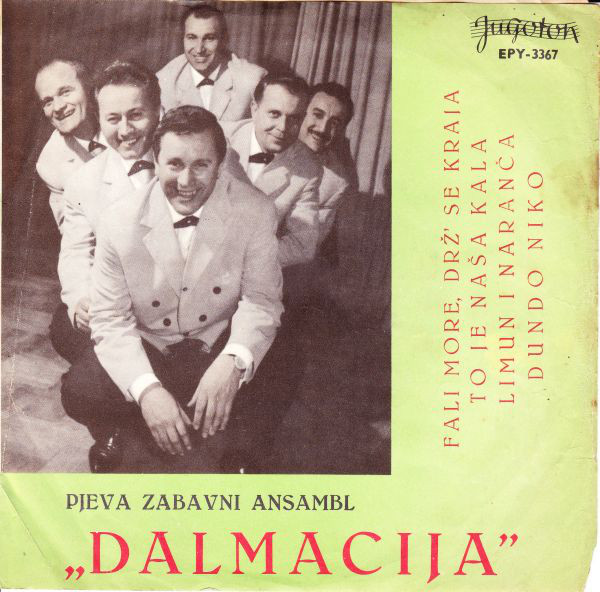 Jugoton
EPY-3367
FALI MORE, DRŽ' SE KRAJA
TO JE NAŠA KALA
LIMUN I NARANČA
DUNDO NIKO
PJEVA ZABAVNI ANSAMBL
„DALMACIJA”